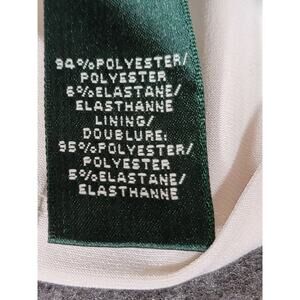 94%POLYESTER/
POLYESTER
6%ELASTANE/
ELASTHANNE
LINING/
DOUBLURE:
95%POLYESTER/
POLYESTER
5%ELASTANE/
ELASTHANNE